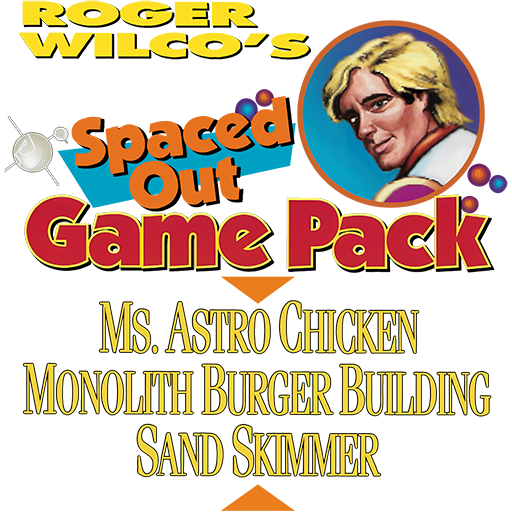 ROGER
WILCO'S
Spaced
Out
Game Pack
MS. ASTRO CHICKEN
MONOLITH BURGER BUILDING
SAND SKIMMER